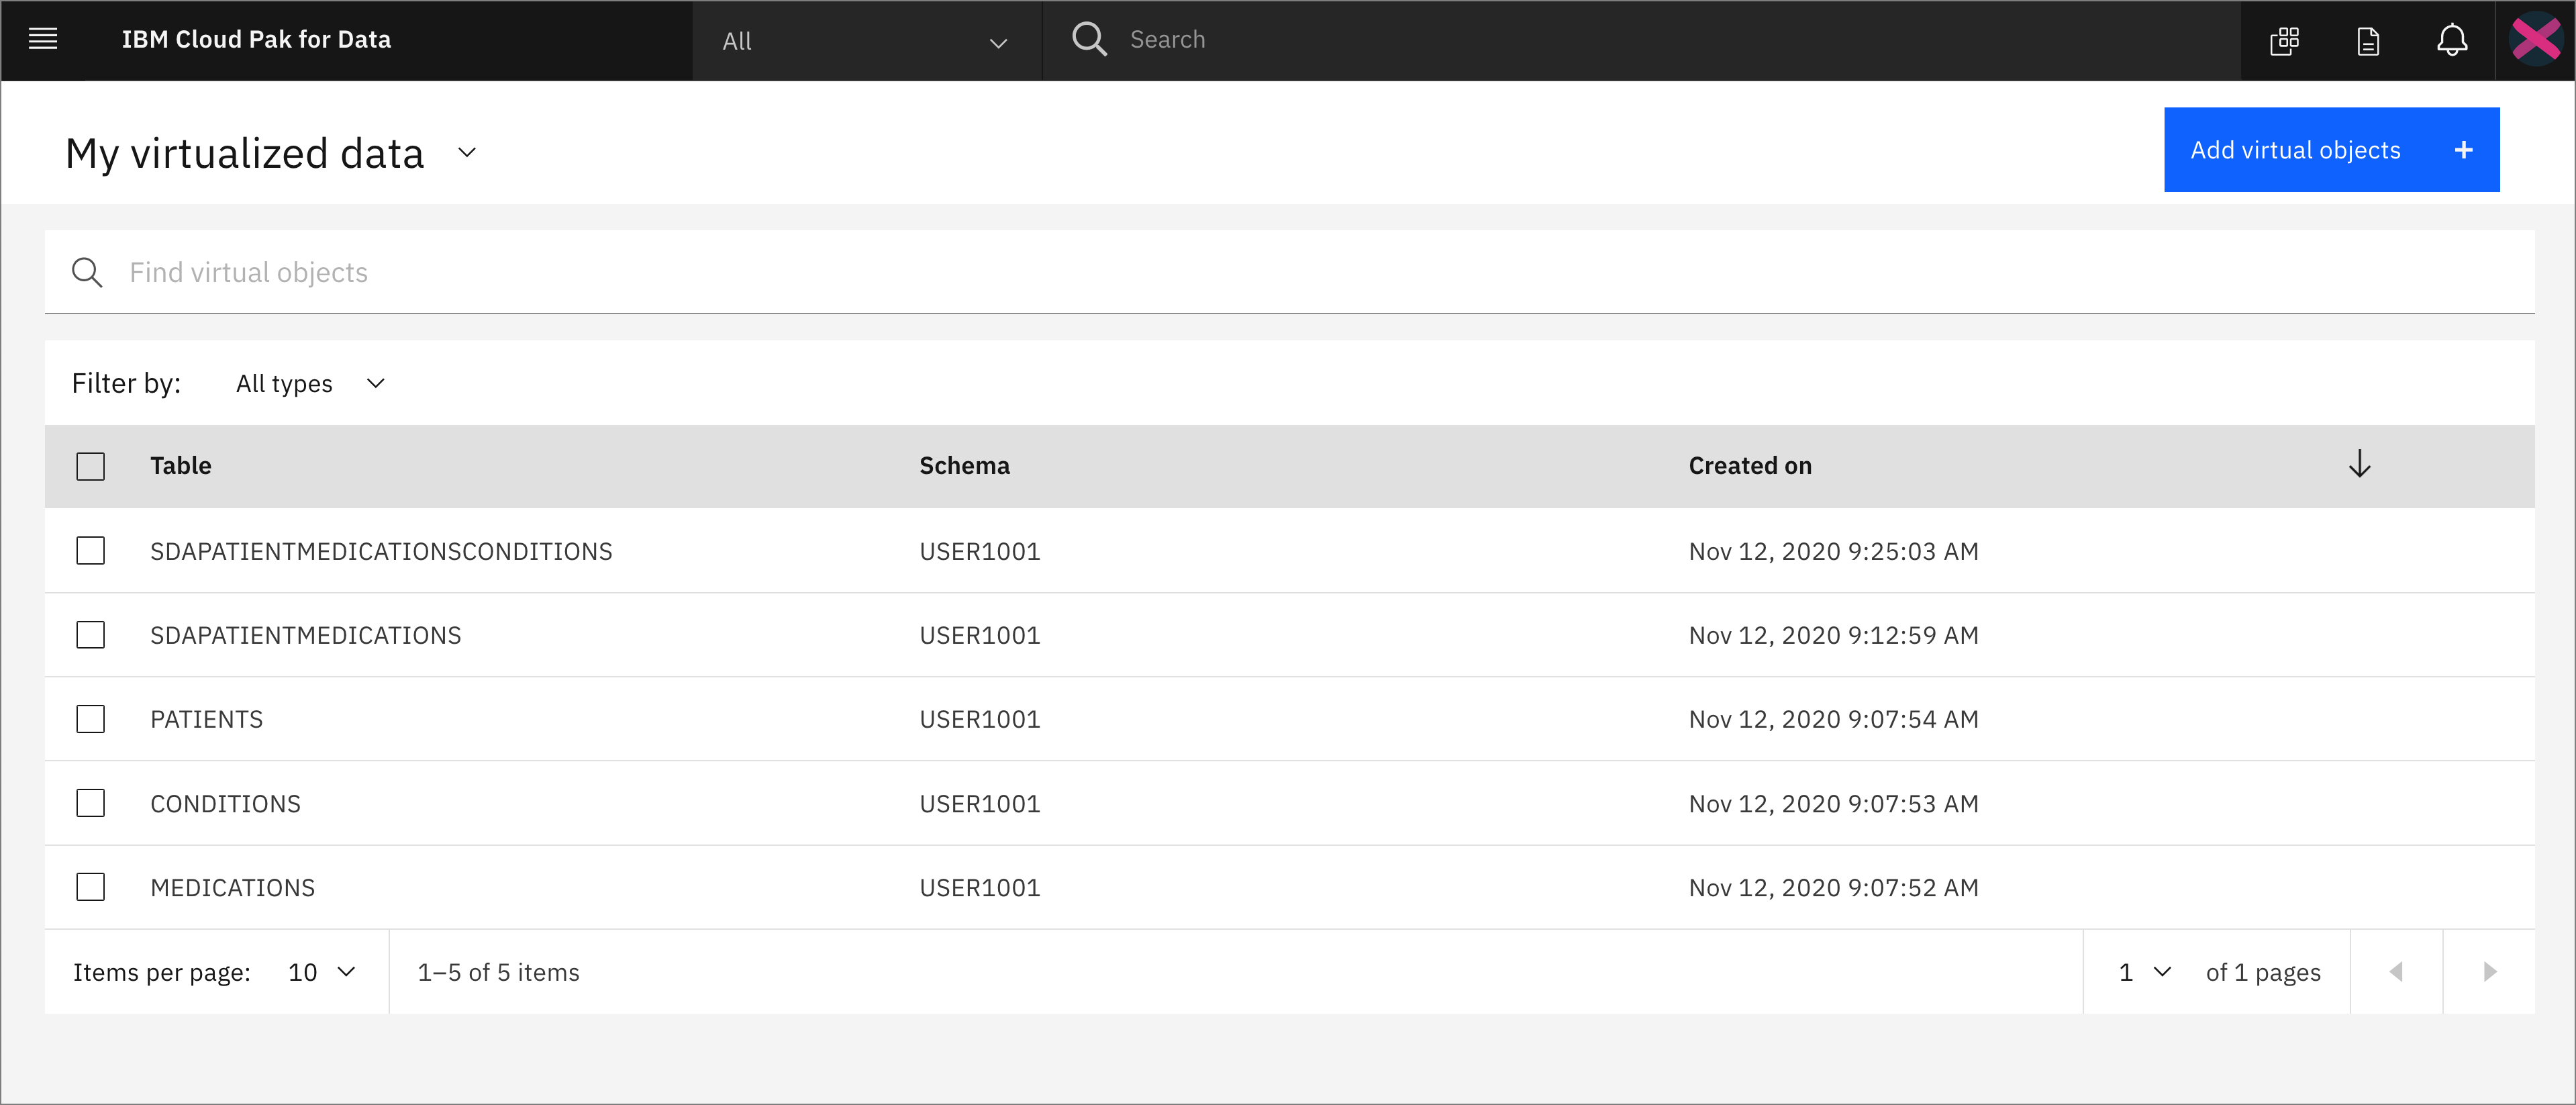 IBM Cloud Pak for Data All Search
My virtualized data Add virtual objects +
Find virtual objects
Filter by: All types
Table Schema Created on
SDAPATIENTMEDICATIONSCONDITIONS USER1001 Nov 12, 2020 9:25:03 AM
SDAPATIENTMEDICATIONS USER1001 Nov 12, 2020 9:12:59 AM
PATIENTS USER1001 Nov 12, 2020 9:07:54 AM
CONDITIONS USER1001 Nov 12, 2020 9:07:53 AM
MEDICATIONS USER1001 Nov 12, 2020 9:07:52 AM
Items per page: 10 1–5 of 5 items 1 of 1 pages